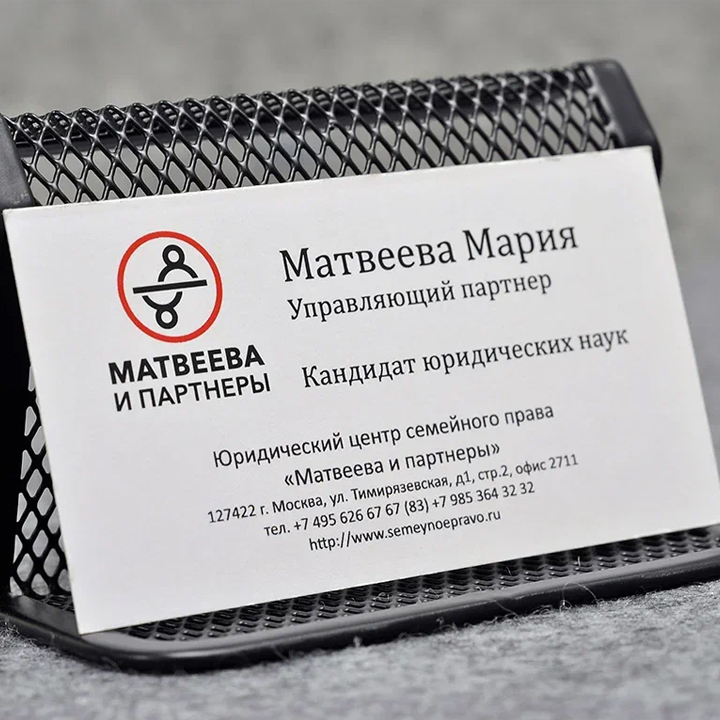 МАТВЕЕВА
И ПАРТНЕРЫ
Матвеева Мария
Управляющий партнер
Кандидат юридических наук
Юридический центр семейного права
«Матвеева и партнеры»
127422 г. Москва, ул. Тимирязевская, д1, стр.2, офис 2711
тел. +7 495 626 67 67 (83) +7 985 364 32 32
http://www.semeynoepravo.ru